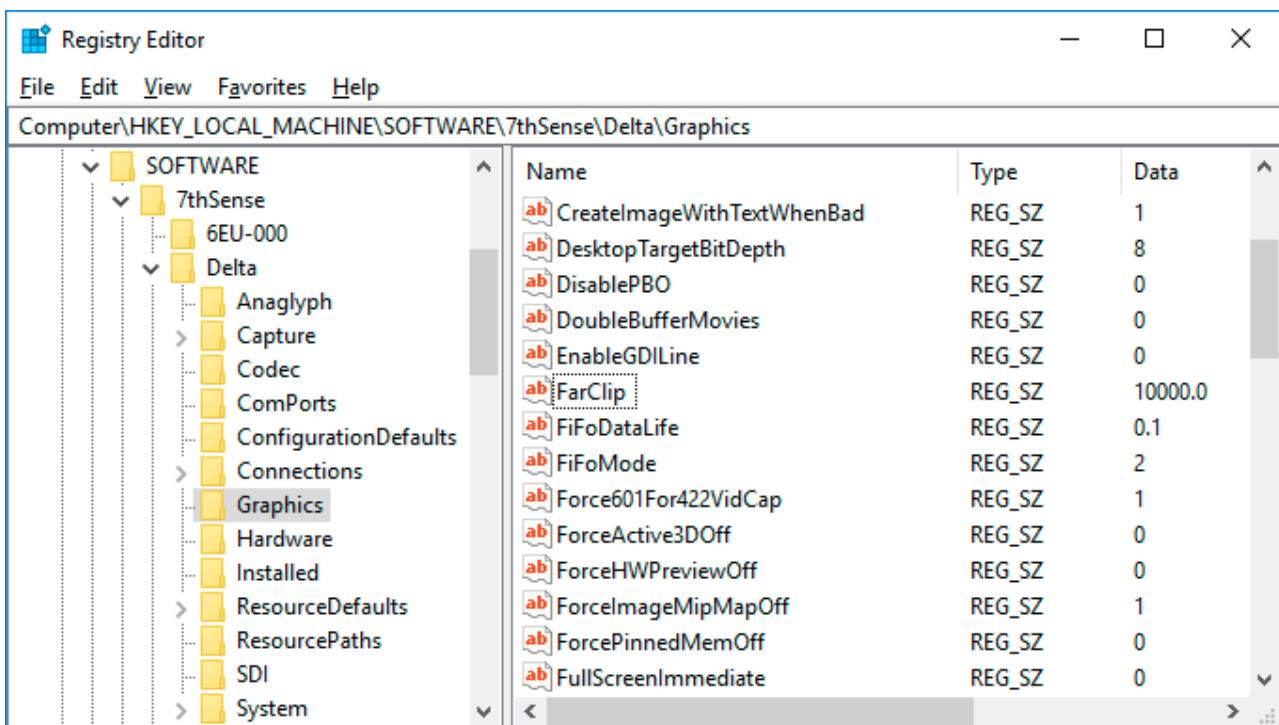 Registry Editor
File Edit View Favorites Help
Computer\HKEY_LOCAL_MACHINE\SOFTWARE\7thSense\Delta\Graphics
SOFTWARE
7thSense
6EU-000
Delta
Anaglyph
Capture
Codec
ComPorts
ConfigurationDefaults
Connections
Graphics
Hardware
Installed
ResourceDefaults
ResourcePaths
SDI
System
Name Type Data
CreateImageWithTextWhenBad REG_SZ 1
DesktopTargetBitDepth REG_SZ 8
DisablePBO REG_SZ 0
DoubleBufferMovies REG_SZ 0
EnableGDILine REG_SZ 0
FarClip REG_SZ 10000.0
FiFoDataLife REG_SZ 0.1
FiFoMode REG_SZ 2
Force601For422VidCap REG_SZ 1
ForceActive3DOff REG_SZ 0
ForceHWPreviewOff REG_SZ 0
ForceImageMipMapOff REG_SZ 1
ForcePinnedMemOff REG_SZ 0
FullScreenImmediate REG_SZ 0